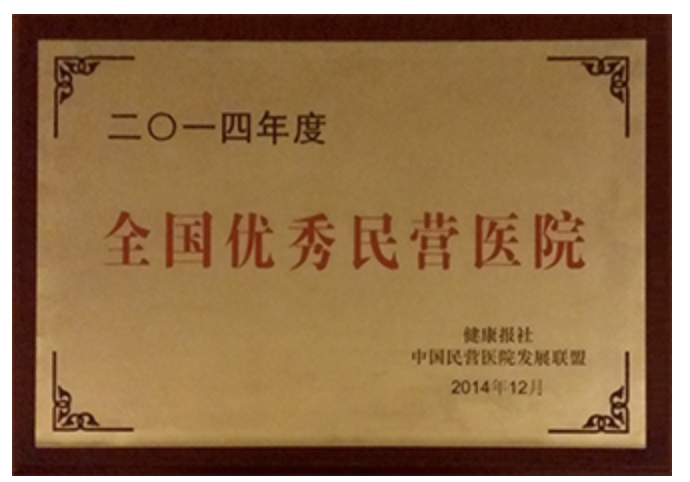 二〇一四年度
全国优秀民营医院
健康报社
中国民营医院发展联盟
2014年12月